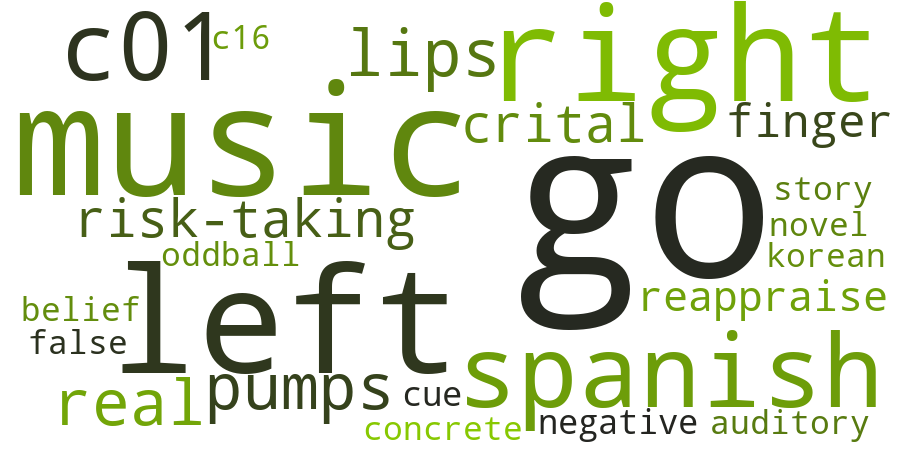 c01
c16
lips
right
music
crital
finger
go
story
risk-taking
novel
oddball
korean
left
belief
reappraise
false
spanish
real
pumps
cue
concrete
negative
auditory